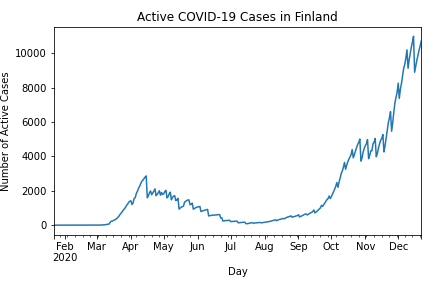 Active COVID-19 Cases in Finland
Number of Active Cases
10000
8000
6000
4000
2000
0
Feb Mar Apr May Jun Jul Aug Sep Oct Nov Dec
2020
Day